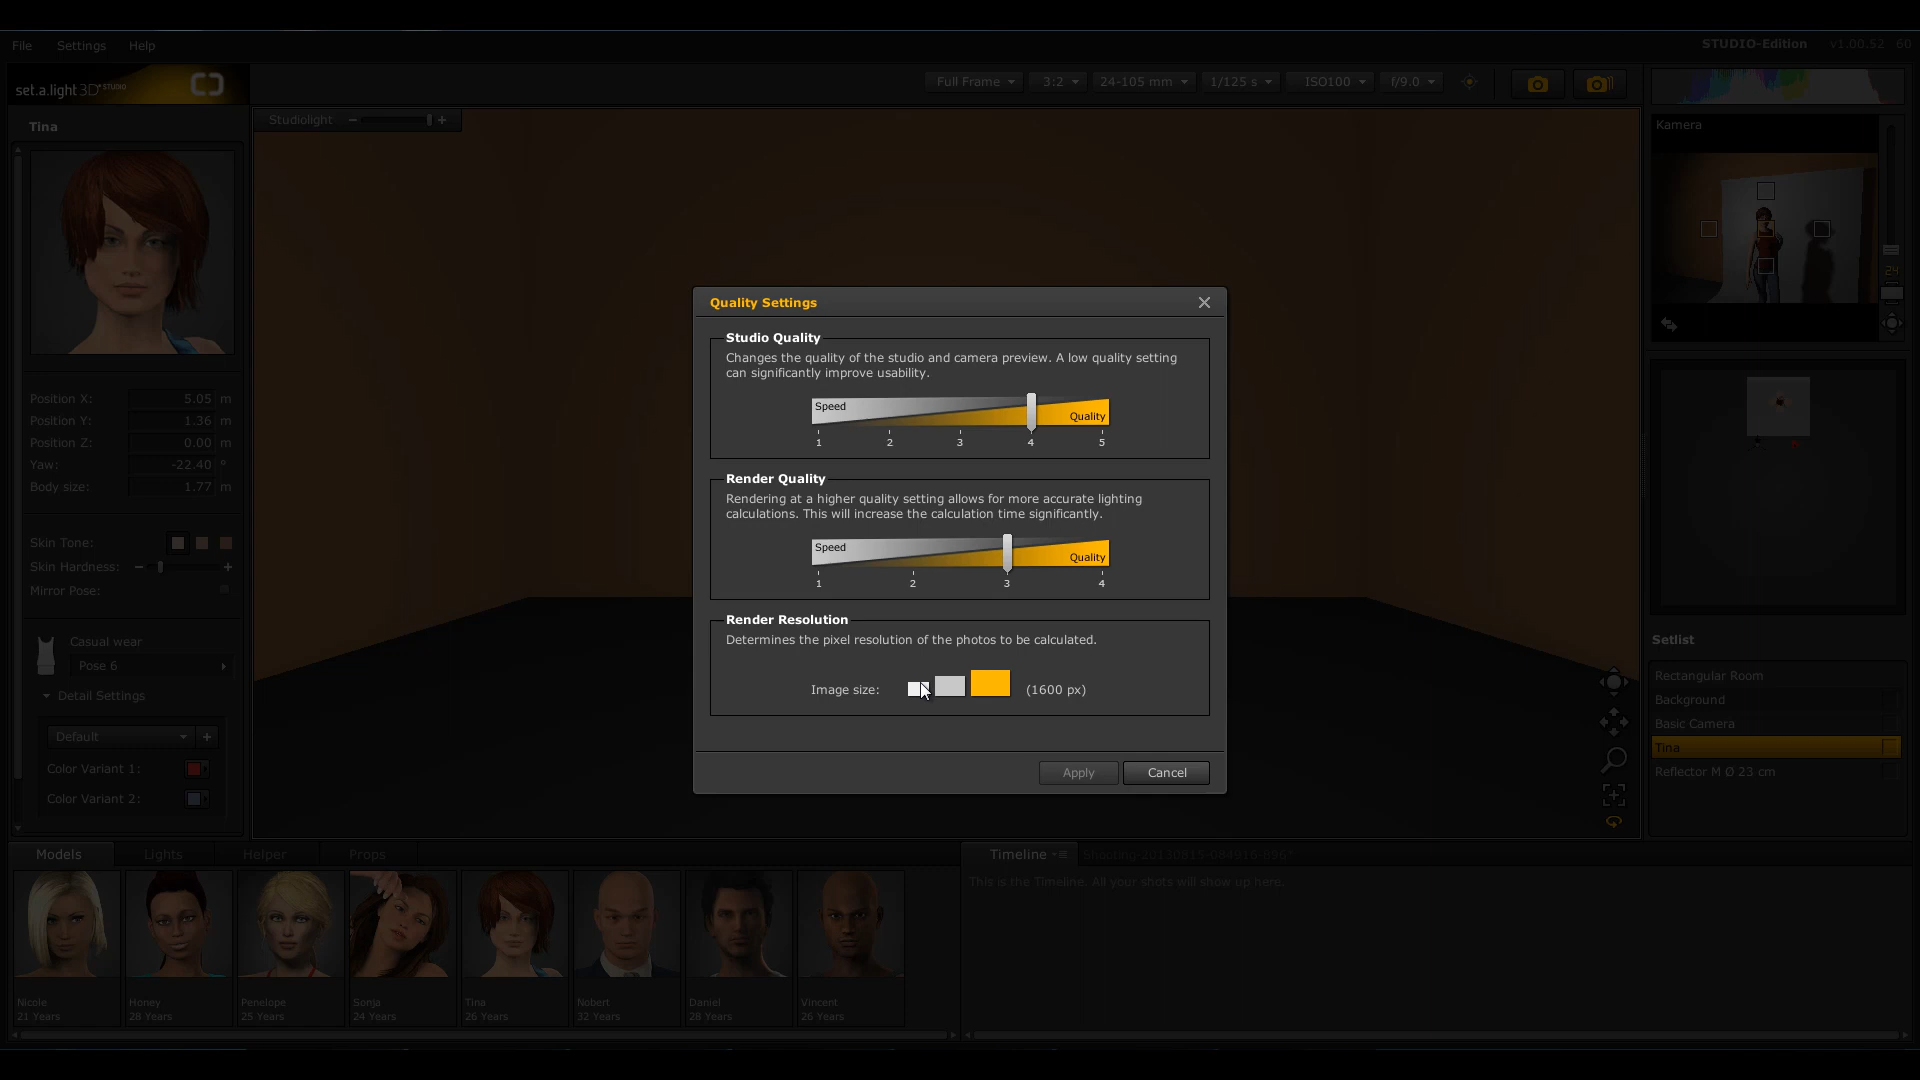 File Settings Help
STUDIO-Edition v1.00.52 60
set.a.light 3D STUDIO
Full Frame 3:2 24-105 mm 1/125 s ISO100 f/9.0
Tina
Studiolight
Kamera
24
Position X: 5.05 m
Position Y: 1.36 m
Position Z: 0.00 m
Yaw: -22.40 °
Body size: 1.77 m
Skin Tone:
Skin Hardness:
Mirror Pose:
Casual wear
Pose 6
Detail Settings
Default
Color Variant 1:
Color Variant 2:
Quality Settings
Studio Quality
Changes the quality of the studio and camera preview. A low quality setting
can significantly improve usability.
Speed
Quality
1 2 3 4 5
Render Quality
Rendering at a higher quality setting allows for more accurate lighting
calculations. This will increase the calculation time significantly.
Speed
Quality
1 2 3 4
Render Resolution
Determines the pixel resolution of the photos to be calculated.
Image size: (1600 px)
Apply Cancel
Setlist
Rectangular Room
Background
Basic Camera
Tina
Reflector M Ø 23 cm
Models Lights Helper Props
Nicole
21 Years
Honey
28 Years
Penelope
25 Years
Sonja
24 Years
Tina
26 Years
Nobert
32 Years
Daniel
28 Years
Vincent
26 Years
Timeline
This is the Timeline. All your shots will show up here.